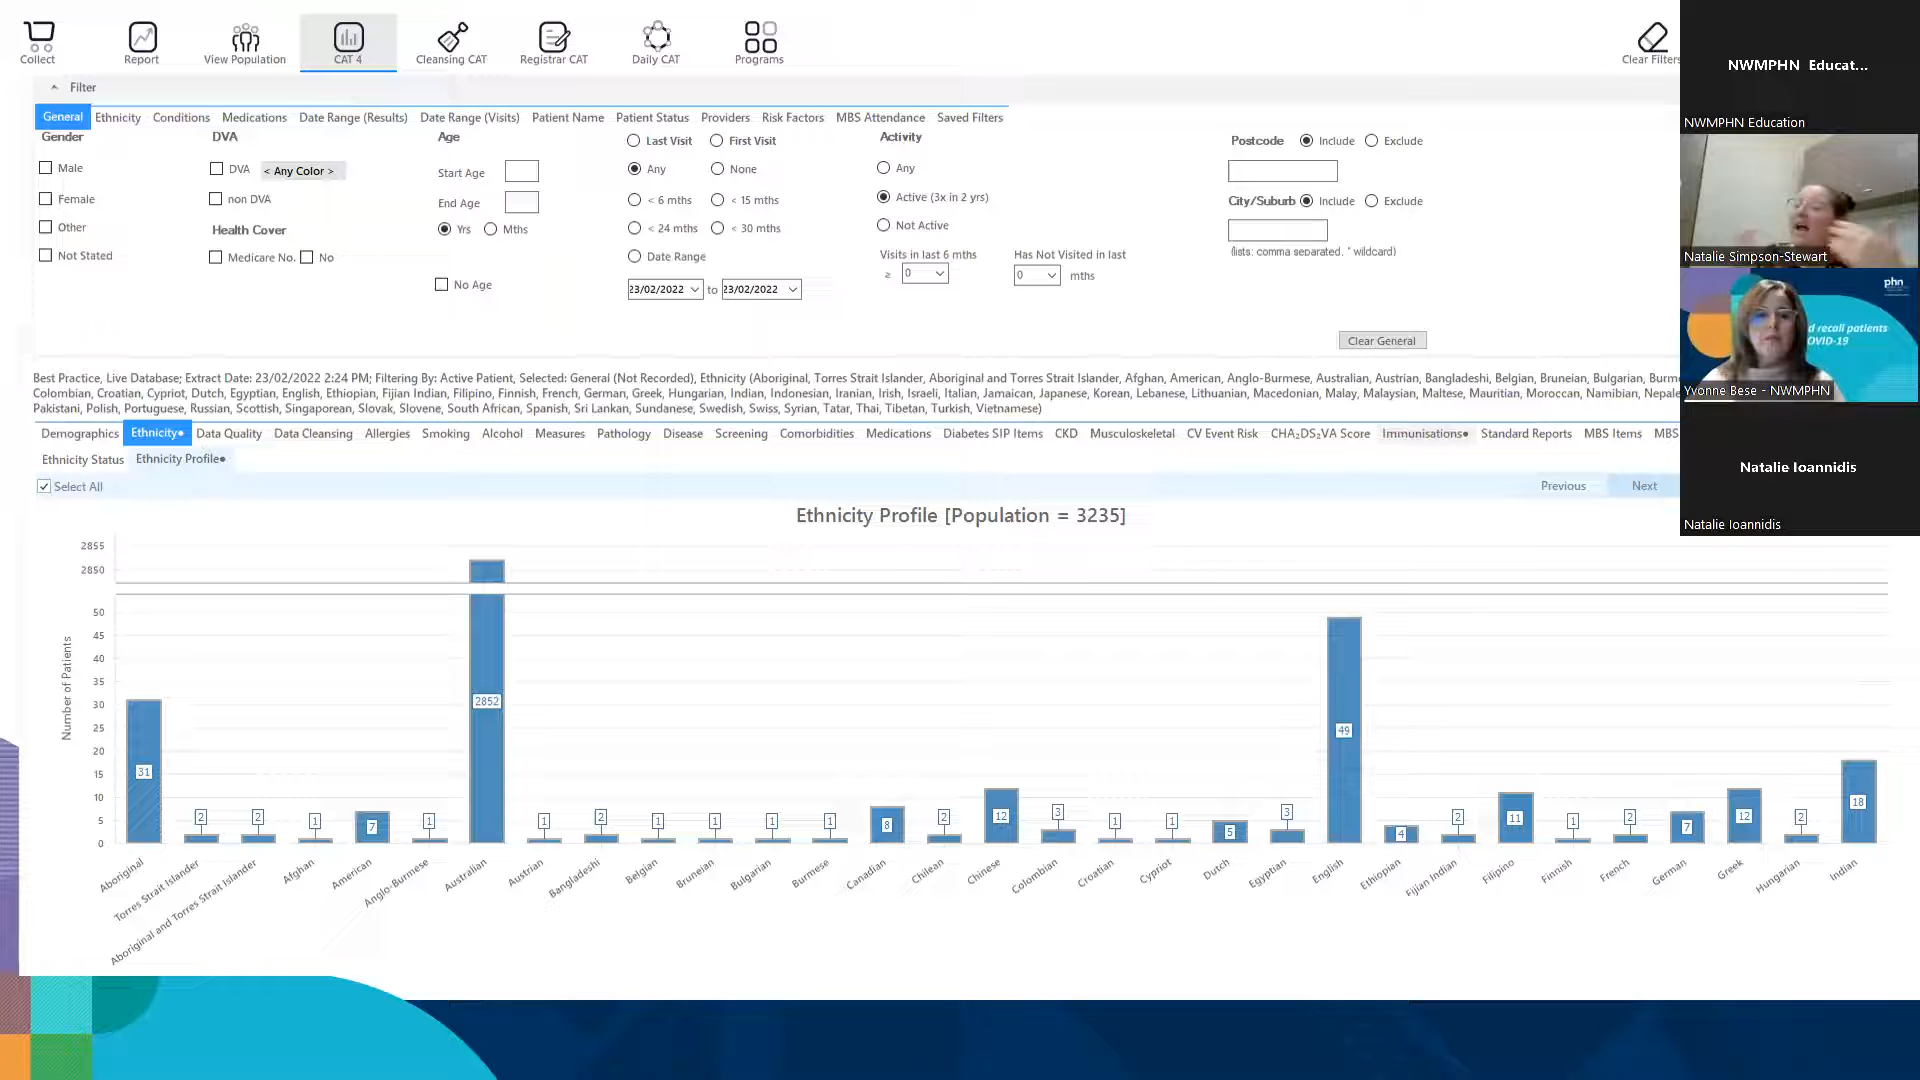 Collect
Report
View Population
CAT 4
Cleansing CAT
Registrar CAT
Daily CAT
Programs
Clear Filters
Filter
General Ethnicity Conditions Medications Date Range (Results) Date Range (Visits) Patient Name Patient Status Providers Risk Factors MBS Attendance Saved Filters
Gender
Male
Female
Other
Not Stated
DVA
DVA < Any Color >
non DVA
Health Cover
Medicare No. No
Age
Start Age
End Age
Yrs Mths
No Age
Last Visit First Visit
Any None
< 6 mths < 15 mths
< 24 mths < 30 mths
Date Range
23/02/2022 to 23/02/2022
Activity
Any
Active (3x in 2 yrs)
Not Active
Visits in last 6 mths
≥ 0
Has Not Visited in last
0 mths
Postcode Include Exclude
City/Suburb Include Exclude
(lists: comma separated, * wildcard)
Clear General
Best Practice, Live Database; Extract Date: 23/02/2022 2:24 PM; Filtering By: Active Patient, Selected: General (Not Recorded), Ethnicity (Aboriginal, Torres Strait Islander, Aboriginal and Torres Strait Islander, Afghan, American, Anglo-Burmese, Australian, Austrian, Bangladeshi, Belgian, Bruneian, Bulgarian, Burm
Colombian, Croatian, Cypriot, Dutch, Egyptian, English, Ethiopian, Fijian Indian, Filipino, Finnish, French, German, Greek, Hungarian, Indian, Indonesian, Iranian, Irish, Israeli, Italian, Jamaican, Japanese, Korean, Lebanese, Lithuanian, Macedonian, Malay, Malaysian, Maltese, Mauritian, Moroccan, Namibian, Nepale
Pakistani, Polish, Portuguese, Russian, Scottish, Singaporean, Slovak, Slovene, South African, Spanish, Sri Lankan, Sundanese, Swedish, Swiss, Syrian, Tatar, Thai, Tibetan, Turkish, Vietnamese)
Demographics Ethnicity• Data Quality Data Cleansing Allergies Smoking Alcohol Measures Pathology Disease Screening Comorbidities Medications Diabetes SIP Items CKD Musculoskeletal CV Event Risk CHA₂DS₂VA Score Immunisations• Standard Reports MBS Items MBS
Ethnicity Status Ethnicity Profile•
Select All
Previous Next
Ethnicity Profile [Population = 3235]
Number of Patients
2855
2850
50
45
40
35
30
25
20
15
10
5
0
31 2 2 1 7 1 2852 1 2 1 1 1 1 8 2 12 3 1 1 5 3 49 4 2 11 1 2 7 12 2 18
Aboriginal
Torres Strait Islander
Aboriginal and Torres Strait Islander
Afghan
American
Anglo-Burmese
Australian
Austrian
Bangladeshi
Belgian
Bruneian
Bulgarian
Burmese
Canadian
Chilean
Chinese
Colombian
Croatian
Cypriot
Dutch
Egyptian
English
Ethiopian
Fijian Indian
Filipino
Finnish
French
German
Greek
Hungarian
Indian
NWMPHN Educat...
NWMPHN Education
Natalie Simpson-Stewart
phn
d recall patients
OVID-19
Yvonne Bese - NWMPHN
Natalie Ioannidis
Natalie Ioannidis